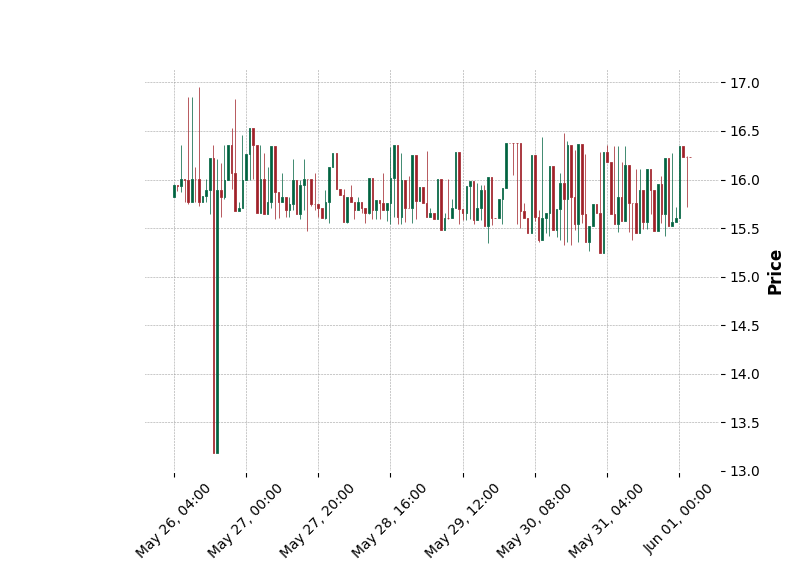 17.0
16.5
16.0
15.5
15.0
14.5
14.0
13.5
13.0
Price
May 26, 04:00
May 27, 00:00
May 27, 20:00
May 28, 16:00
May 29, 12:00
May 30, 08:00
May 31, 04:00
Jun 01, 00:00